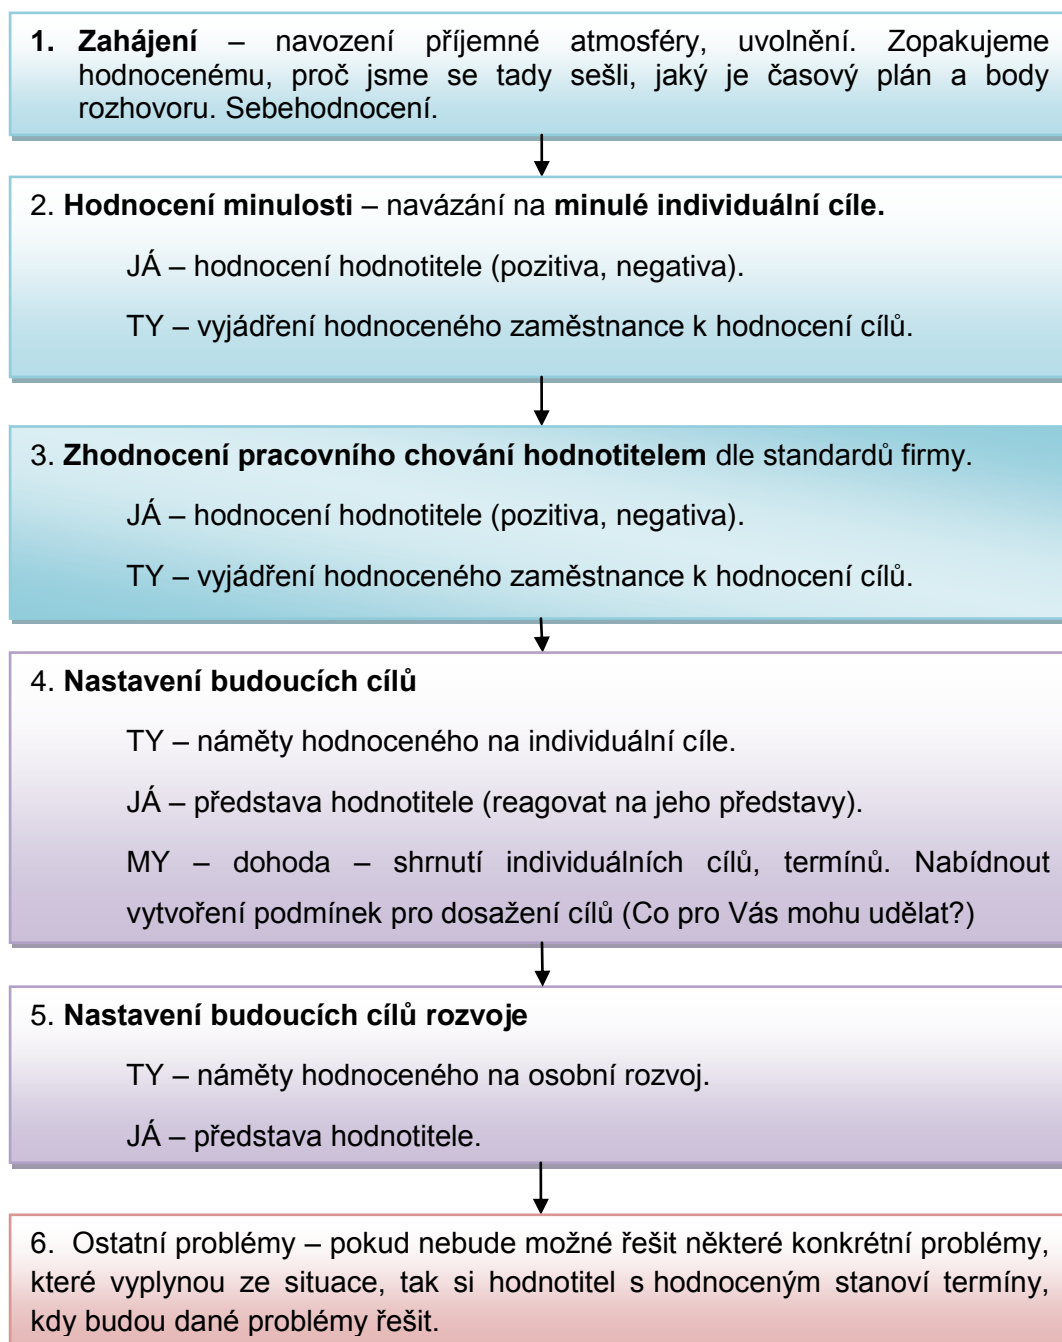 1. Zahájení – navození příjemné atmosféry, uvolnění. Zopakujeme
hodnocenému, proč jsme se tady sešli, jaký je časový plán a body
rozhovoru. Sebehodnocení.
2. Hodnocení minulosti – navázání na minulé individuální cíle.
JÁ – hodnocení hodnotitele (pozitiva, negativa).
TY – vyjádření hodnoceného zaměstnance k hodnocení cílů.
3. Zhodnocení pracovního chování hodnotitelem dle standardů firmy.
JÁ – hodnocení hodnotitele (pozitiva, negativa).
TY – vyjádření hodnoceného zaměstnance k hodnocení cílů.
4. Nastavení budoucích cílů
TY – náměty hodnoceného na individuální cíle.
JÁ – představa hodnotitele (reagovat na jeho představy).
MY – dohoda – shrnutí individuálních cílů, termínů. Nabídnout
vytvoření podmínek pro dosažení cílů (Co pro Vás mohu udělat?)
5. Nastavení budoucích cílů rozvoje
TY – náměty hodnoceného na osobní rozvoj.
JÁ – představa hodnotitele.
6. Ostatní problémy – pokud nebude možné řešit některé konkrétní problémy,
které vyplynou ze situace, tak si hodnotitel s hodnoceným stanoví termíny,
kdy budou dané problémy řešit.